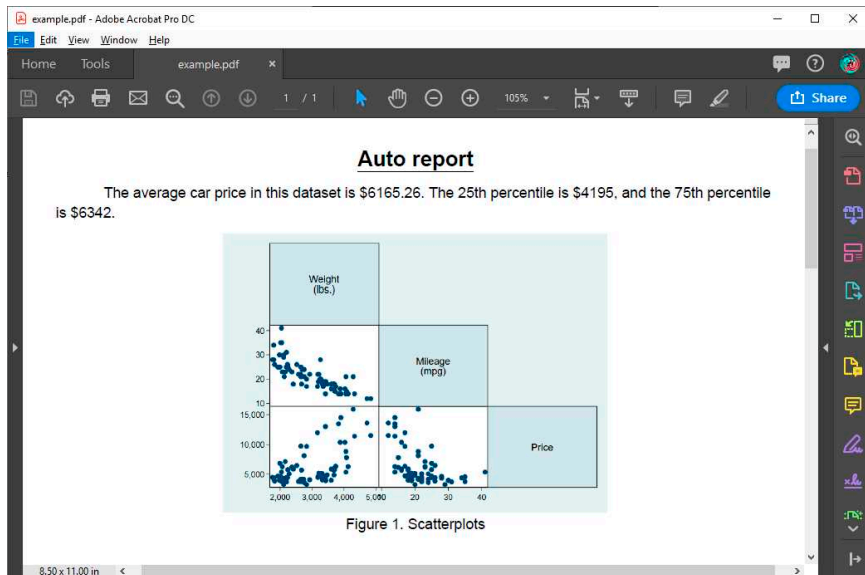 example.pdf - Adobe Acrobat Pro DC
File Edit View Window Help
Home Tools example.pdf ×
1 / 1 105% Share
Auto report
The average car price in this dataset is $6165.26. The 25th percentile is $4195, and the 75th percentile
is $6342.
Weight
(lbs.)
40
30
20
10
Mileage
(mpg)
15,000
10,000
5,000
Price
2,000 3,000 4,000 20 30 40
Figure 1. Scatterplots
8.50 x 11.00 in